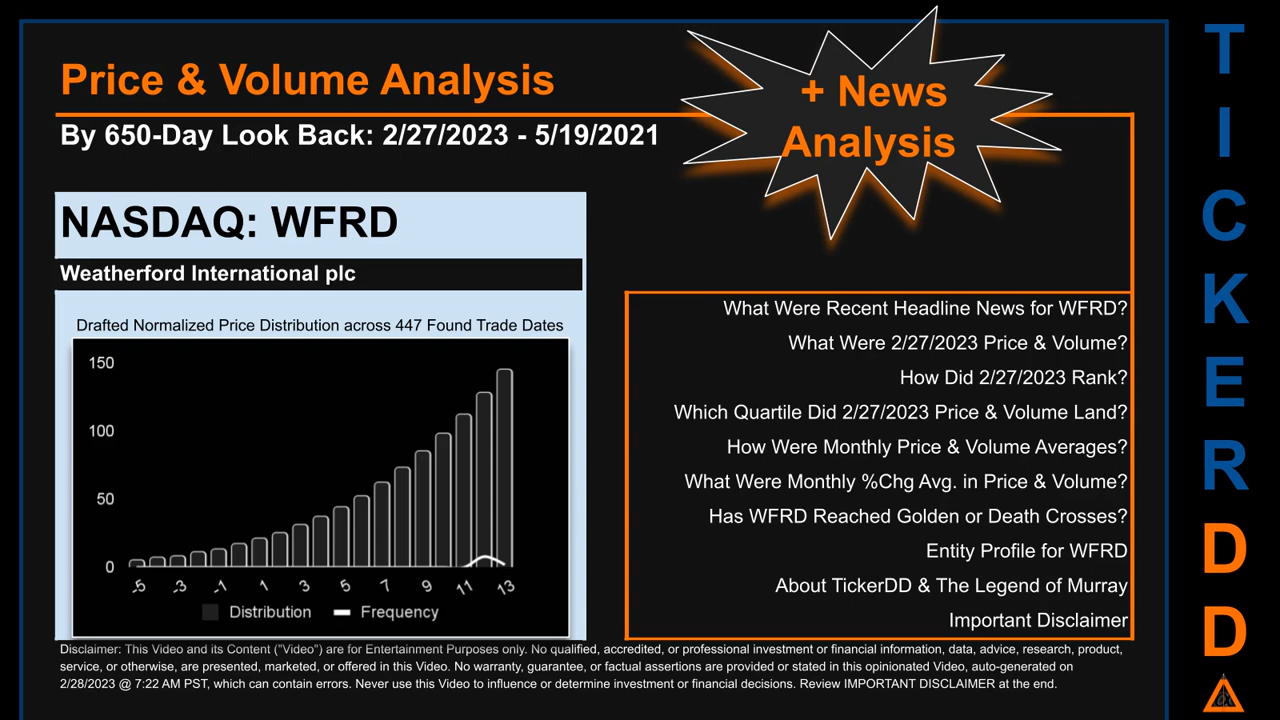 Price & Volume Analysis
+ News
Analysis
By 650-Day Look Back: 2/27/2023 - 5/19/2021
NASDAQ: WFRD
Weatherford International plc
Drafted Normalized Price Distribution across 447 Found Trade Dates
150
100
50
0
-5 -3 -1 1 3 5 7 9 11 13
Distribution Frequency
What Were Recent Headline News for WFRD?
What Were 2/27/2023 Price & Volume?
How Did 2/27/2023 Rank?
Which Quartile Did 2/27/2023 Price & Volume Land?
How Were Monthly Price & Volume Averages?
What Were Monthly %Chg Avg. in Price & Volume?
Has WFRD Reached Golden or Death Crosses?
Entity Profile for WFRD
About TickerDD & The Legend of Murray
Important Disclaimer
Disclaimer: This Video and its Content ("Video") are for Entertainment Purposes only. No qualified, accredited, or professional investment or financial information, data, advice, research, product,
service, or otherwise, are presented, marketed, or offered in this Video. No warranty, guarantee, or factual assertions are provided or stated in this opinionated Video, auto-generated on
2/28/2023 @ 7:22 AM PST, which can contain errors. Never use this Video to influence or determine investment or financial decisions. Review IMPORTANT DISCLAIMER at the end.
TICKERDD